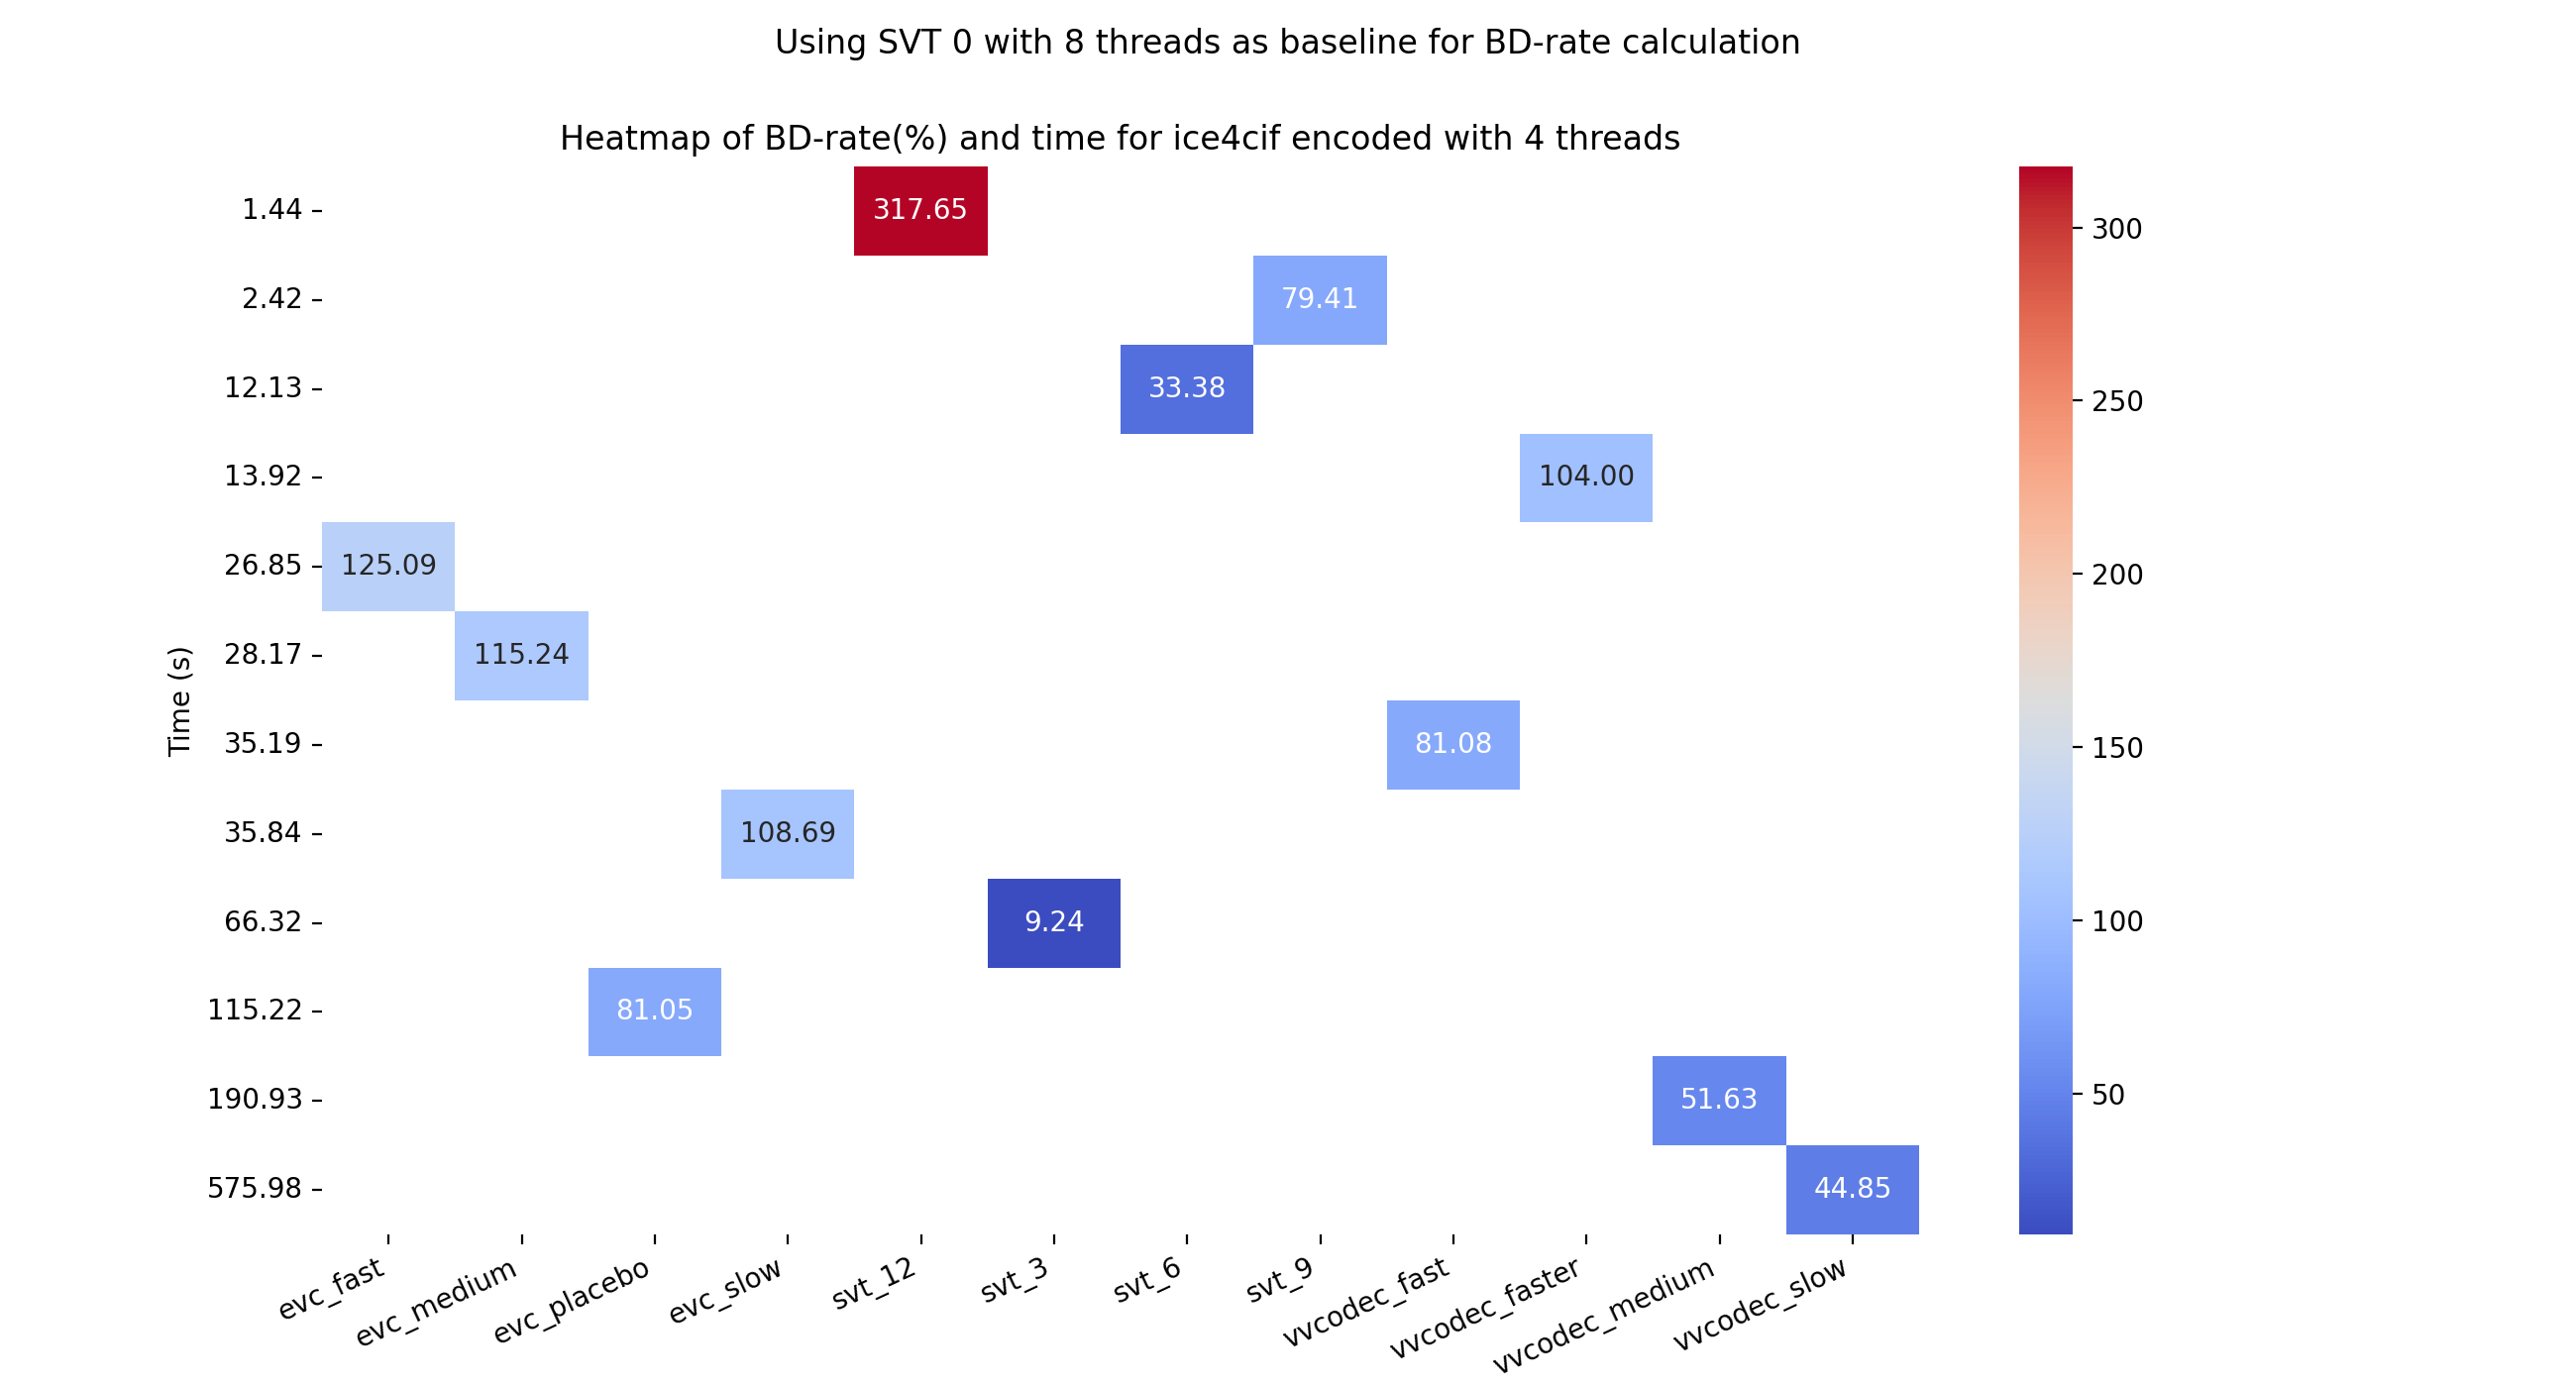 Using SVT 0 with 8 threads as baseline for BD-rate calculation
Heatmap of BD-rate(%) and time for ice4cif encoded with 4 threads
1.44
317.65
300
2.42
79.41
12.13
33.38
250
13.92
104.00
26.85
125.09
200
28.17
115.24
Time (s)
35.19
81.08
150
35.84
108.69
66.32
9.24
100
115.22
81.05
190.93
51.63
50
575.98
44.85
evc_fast
evc_medium
evc_placebo
evc_slow
svt_12
svt_3
svt_6
svt_9
vvcodec_fast
vvcodec_faster
vvcodec_medium
vvcodec_slow